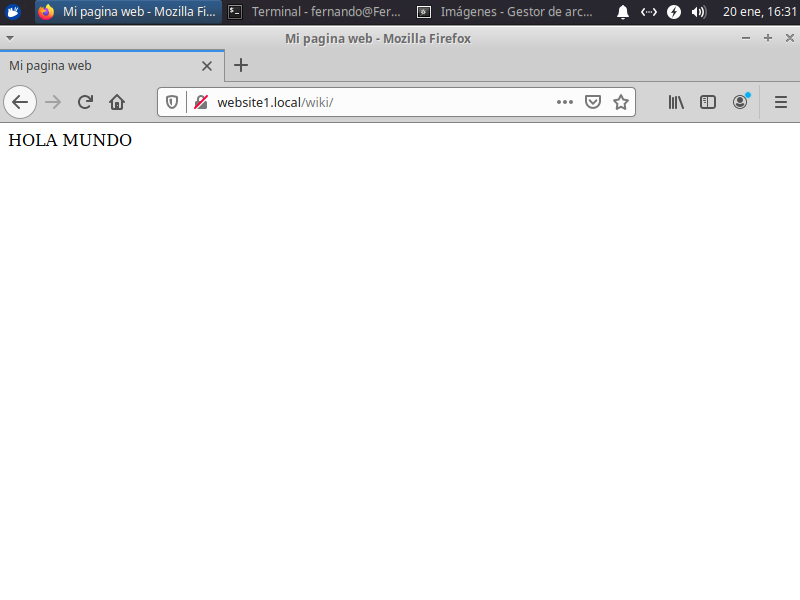 Mi pagina web - Mozilla Fi...
Terminal - fernando@Fer...
Imágenes - Gestor de arc...
20 ene, 16:31
Mi pagina web - Mozilla Firefox
Mi pagina web
website1.local/wiki/
HOLA MUNDO